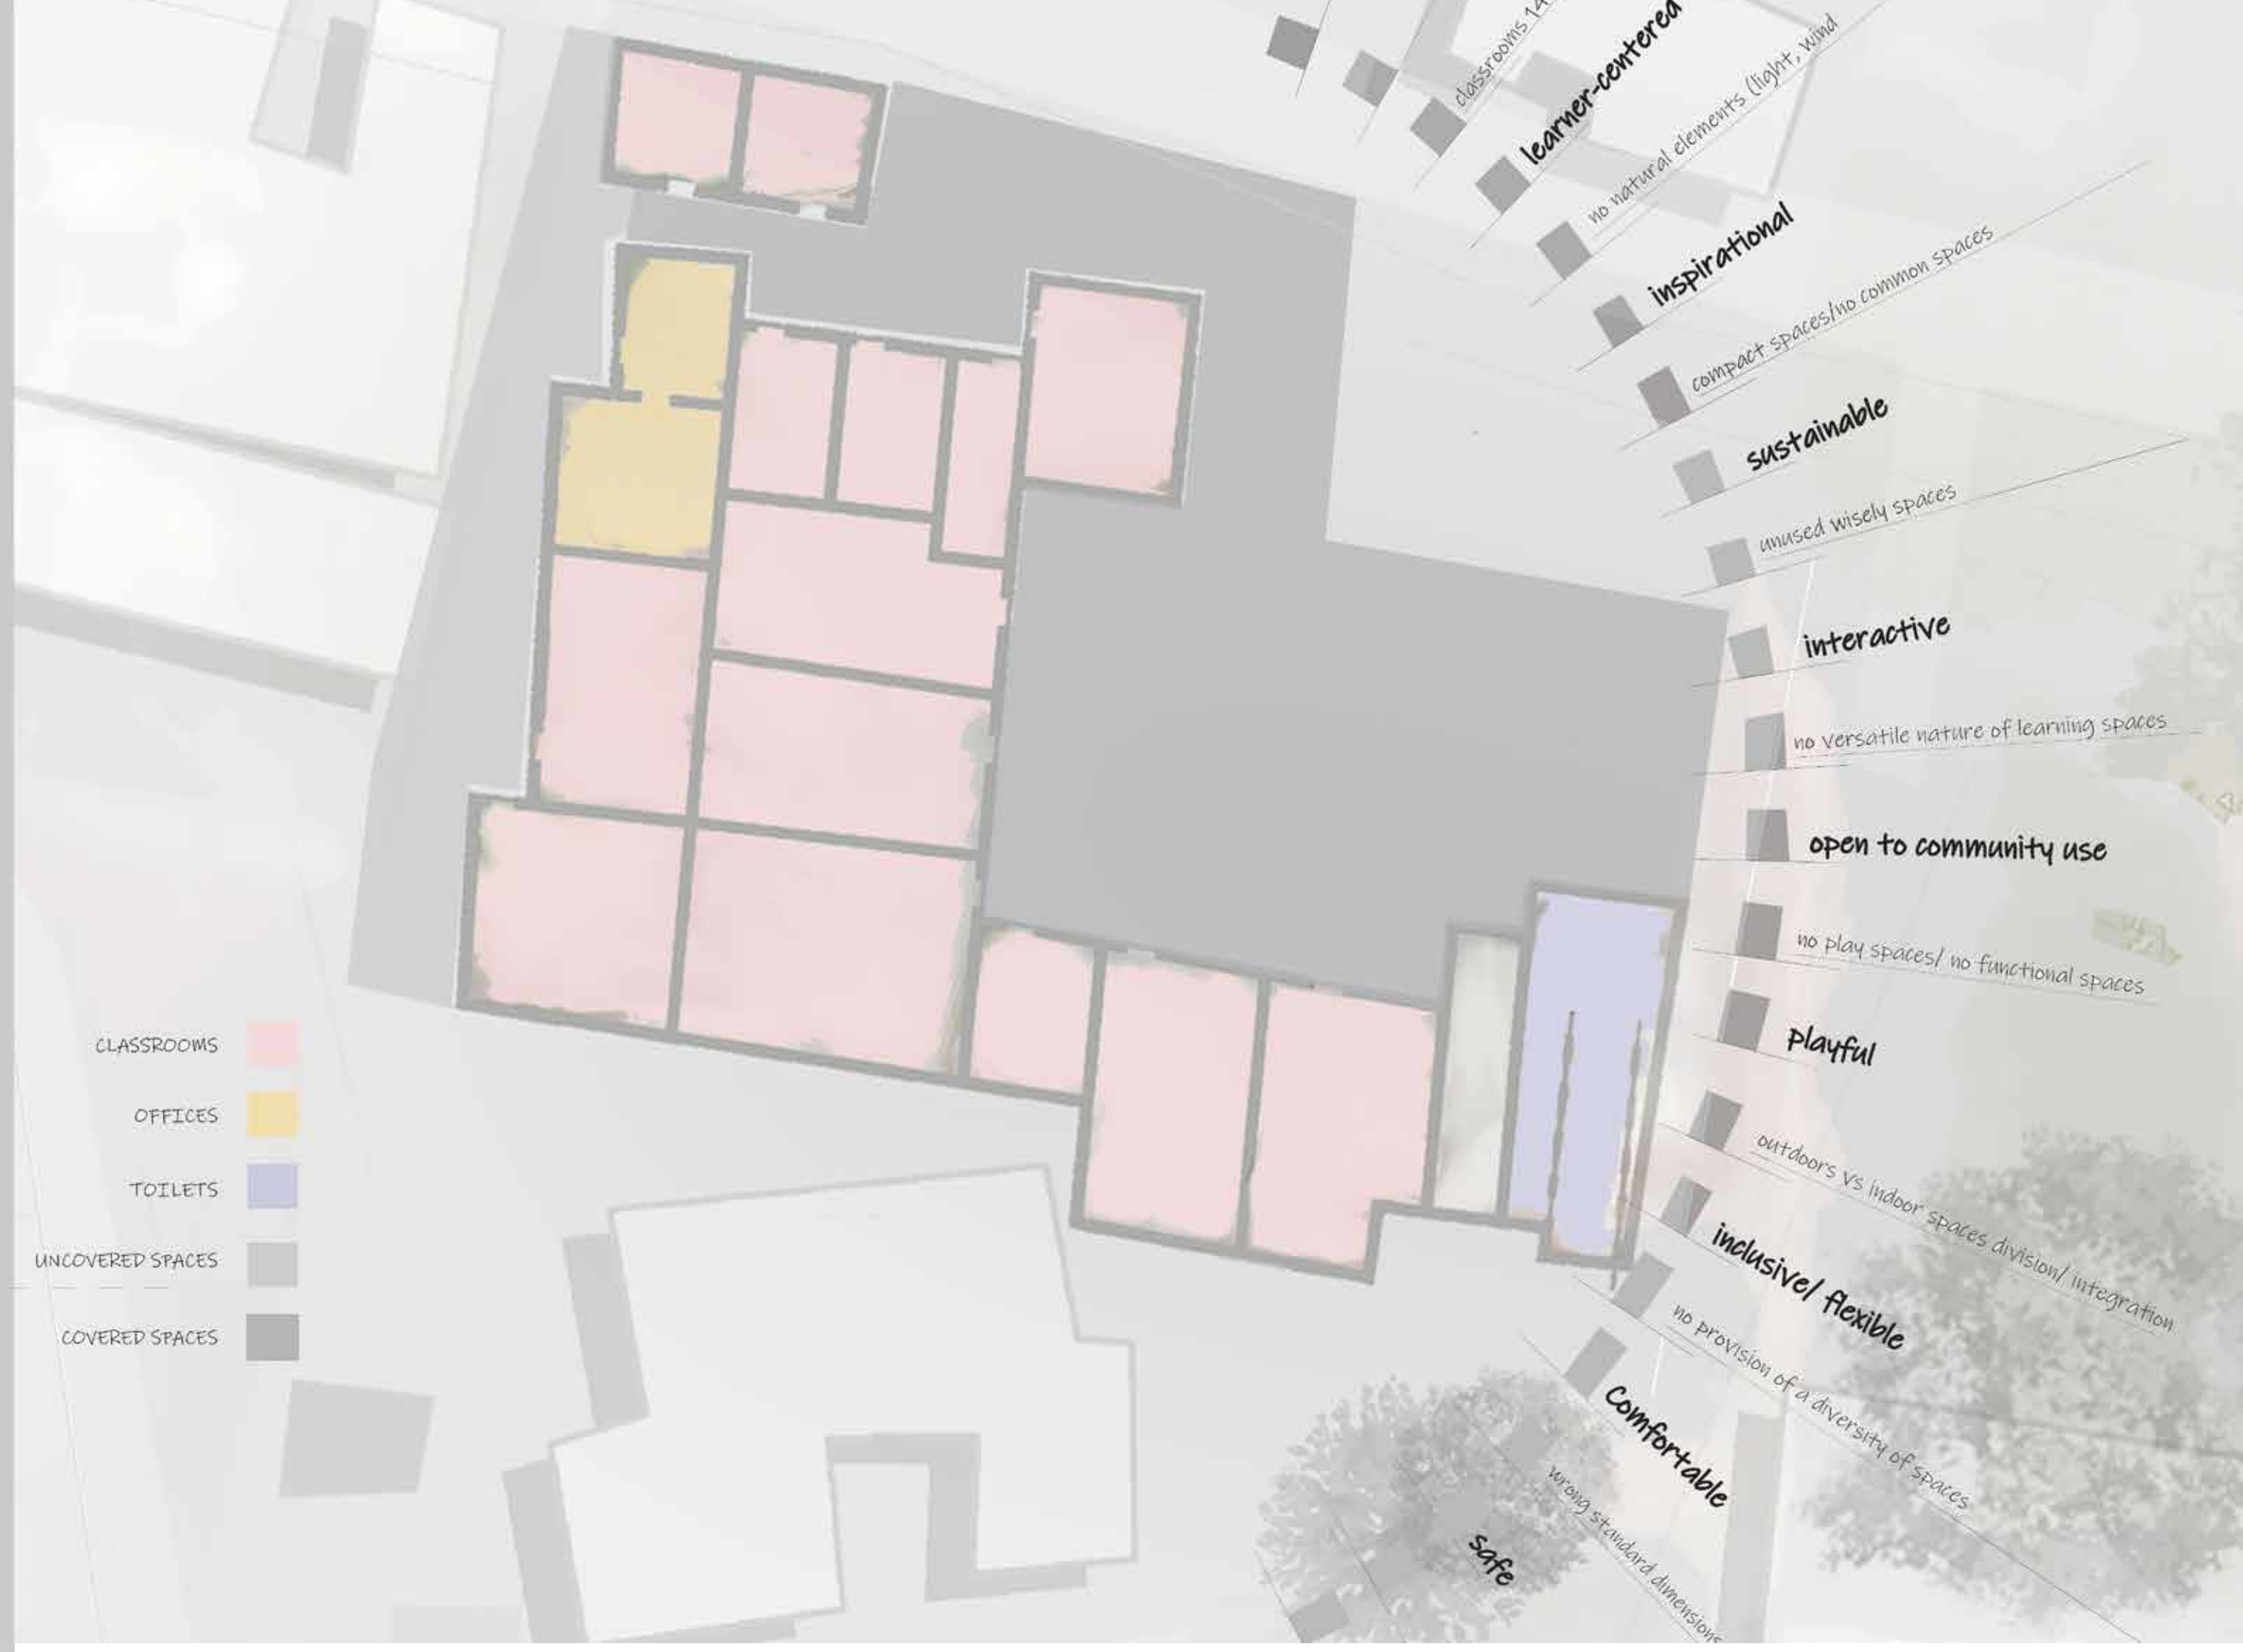 classrooms
learner-centered
no natural elements (light, wind
inspirational
compact spaces/no common spaces
sustainable
unused wisely spaces
interactive
no versatile nature of learning spaces
open to community use
no play spaces/ no functional spaces
playful
outdoors vs indoor spaces division/ integration
inclusive/ flexible
no provision of a diversity of spaces
Comfortable
wrong standard dimensions
safe
CLASSROOMS
OFFICES
TOILETS
UNCOVERED SPACES
COVERED SPACES